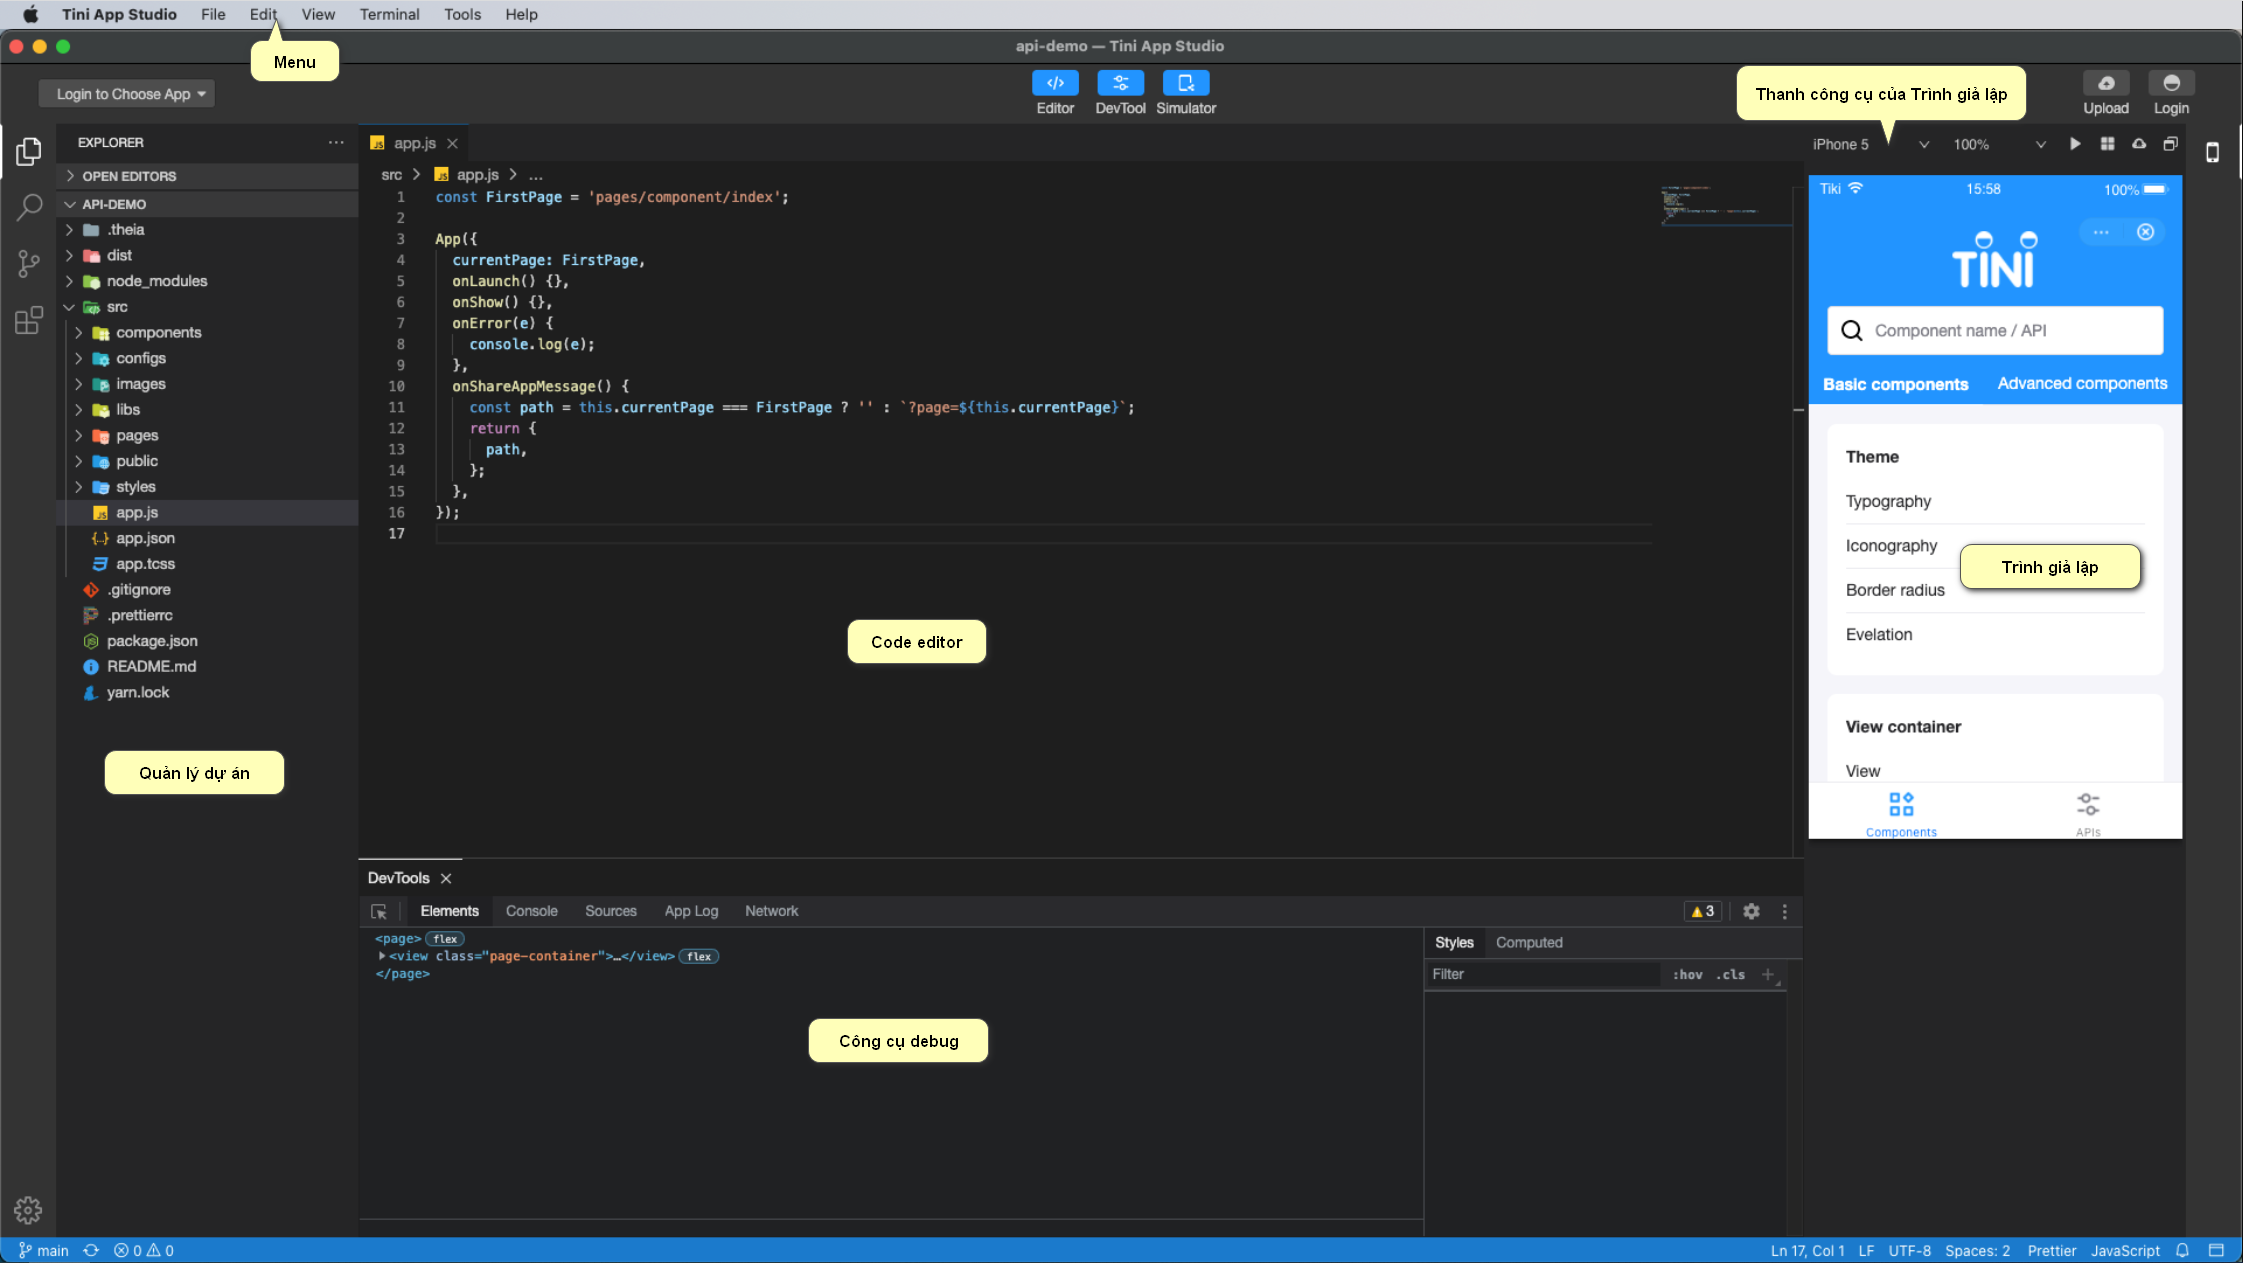 Tini App Studio File Edit View Terminal Tools Help
api-demo — Tini App Studio
Menu
Login to Choose App
Editor DevTool Simulator
Thanh công cụ của Trình giả lập
Upload Login
EXPLORER
OPEN EDITORS
API-DEMO
.theia
dist
node_modules
src
components
configs
images
libs
pages
public
styles
app.js
app.json
app.tcss
.gitignore
.prettierrc
package.json
README.md
yarn.lock
Quản lý dự án
app.js
src > app.js > ...
1 const FirstPage = 'pages/component/index';
2
3 App({
4 currentPage: FirstPage,
5 onLaunch() {},
6 onShow() {},
7 onError(e) {
8 console.log(e);
9 },
10 onShareAppMessage() {
11 const path = this.currentPage === FirstPage ? '' : `?page=${this.currentPage}`;
12 return {
13 path,
14 };
15 },
16 });
17
Code editor
DevTools
Elements Console Sources App Log Network
3
<page> flex
<view class="page-container">…</view> flex
</page>
Công cụ debug
Styles Computed
Filter :hov .cls +
iPhone 5 100%
Tiki 15:58 100%
TINI
Component name / API
Basic components Advanced components
Theme
Typography
Iconography
Border radius
Evelation
Trình giả lập
View container
View
Components APIs
main 0 0
Ln 17, Col 1 LF UTF-8 Spaces: 2 Prettier JavaScript